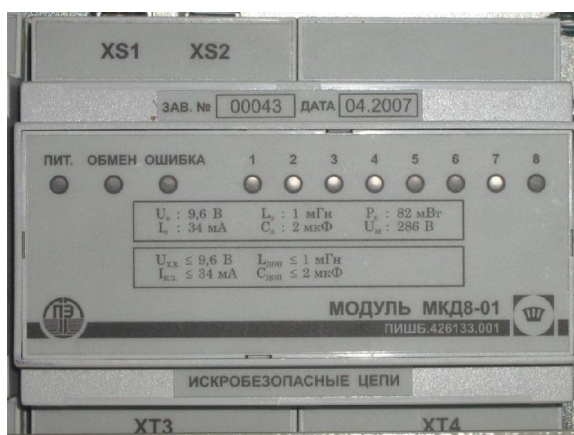 XS1 XS2
ЗАВ. № 00043 ДАТА 04.2007
ПИТ. ОБМЕН ОШИБКА 1 2 3 4 5 6 7 8
Uo : 9,6 В Lo : 1 мГн Po : 82 мВт
Io : 34 мА Co : 2 мкФ Uм : 286 В
Uх.х. ≤ 9,6 В Lдоп ≤ 1 мГн
Iк.з. ≤ 34 мА Cдоп ≤ 2 мкФ
ПЭ
МОДУЛЬ МКД8-01
ПИШБ.426133.001
ИСКРОБЕЗОПАСНЫЕ ЦЕПИ
XT3 XT4